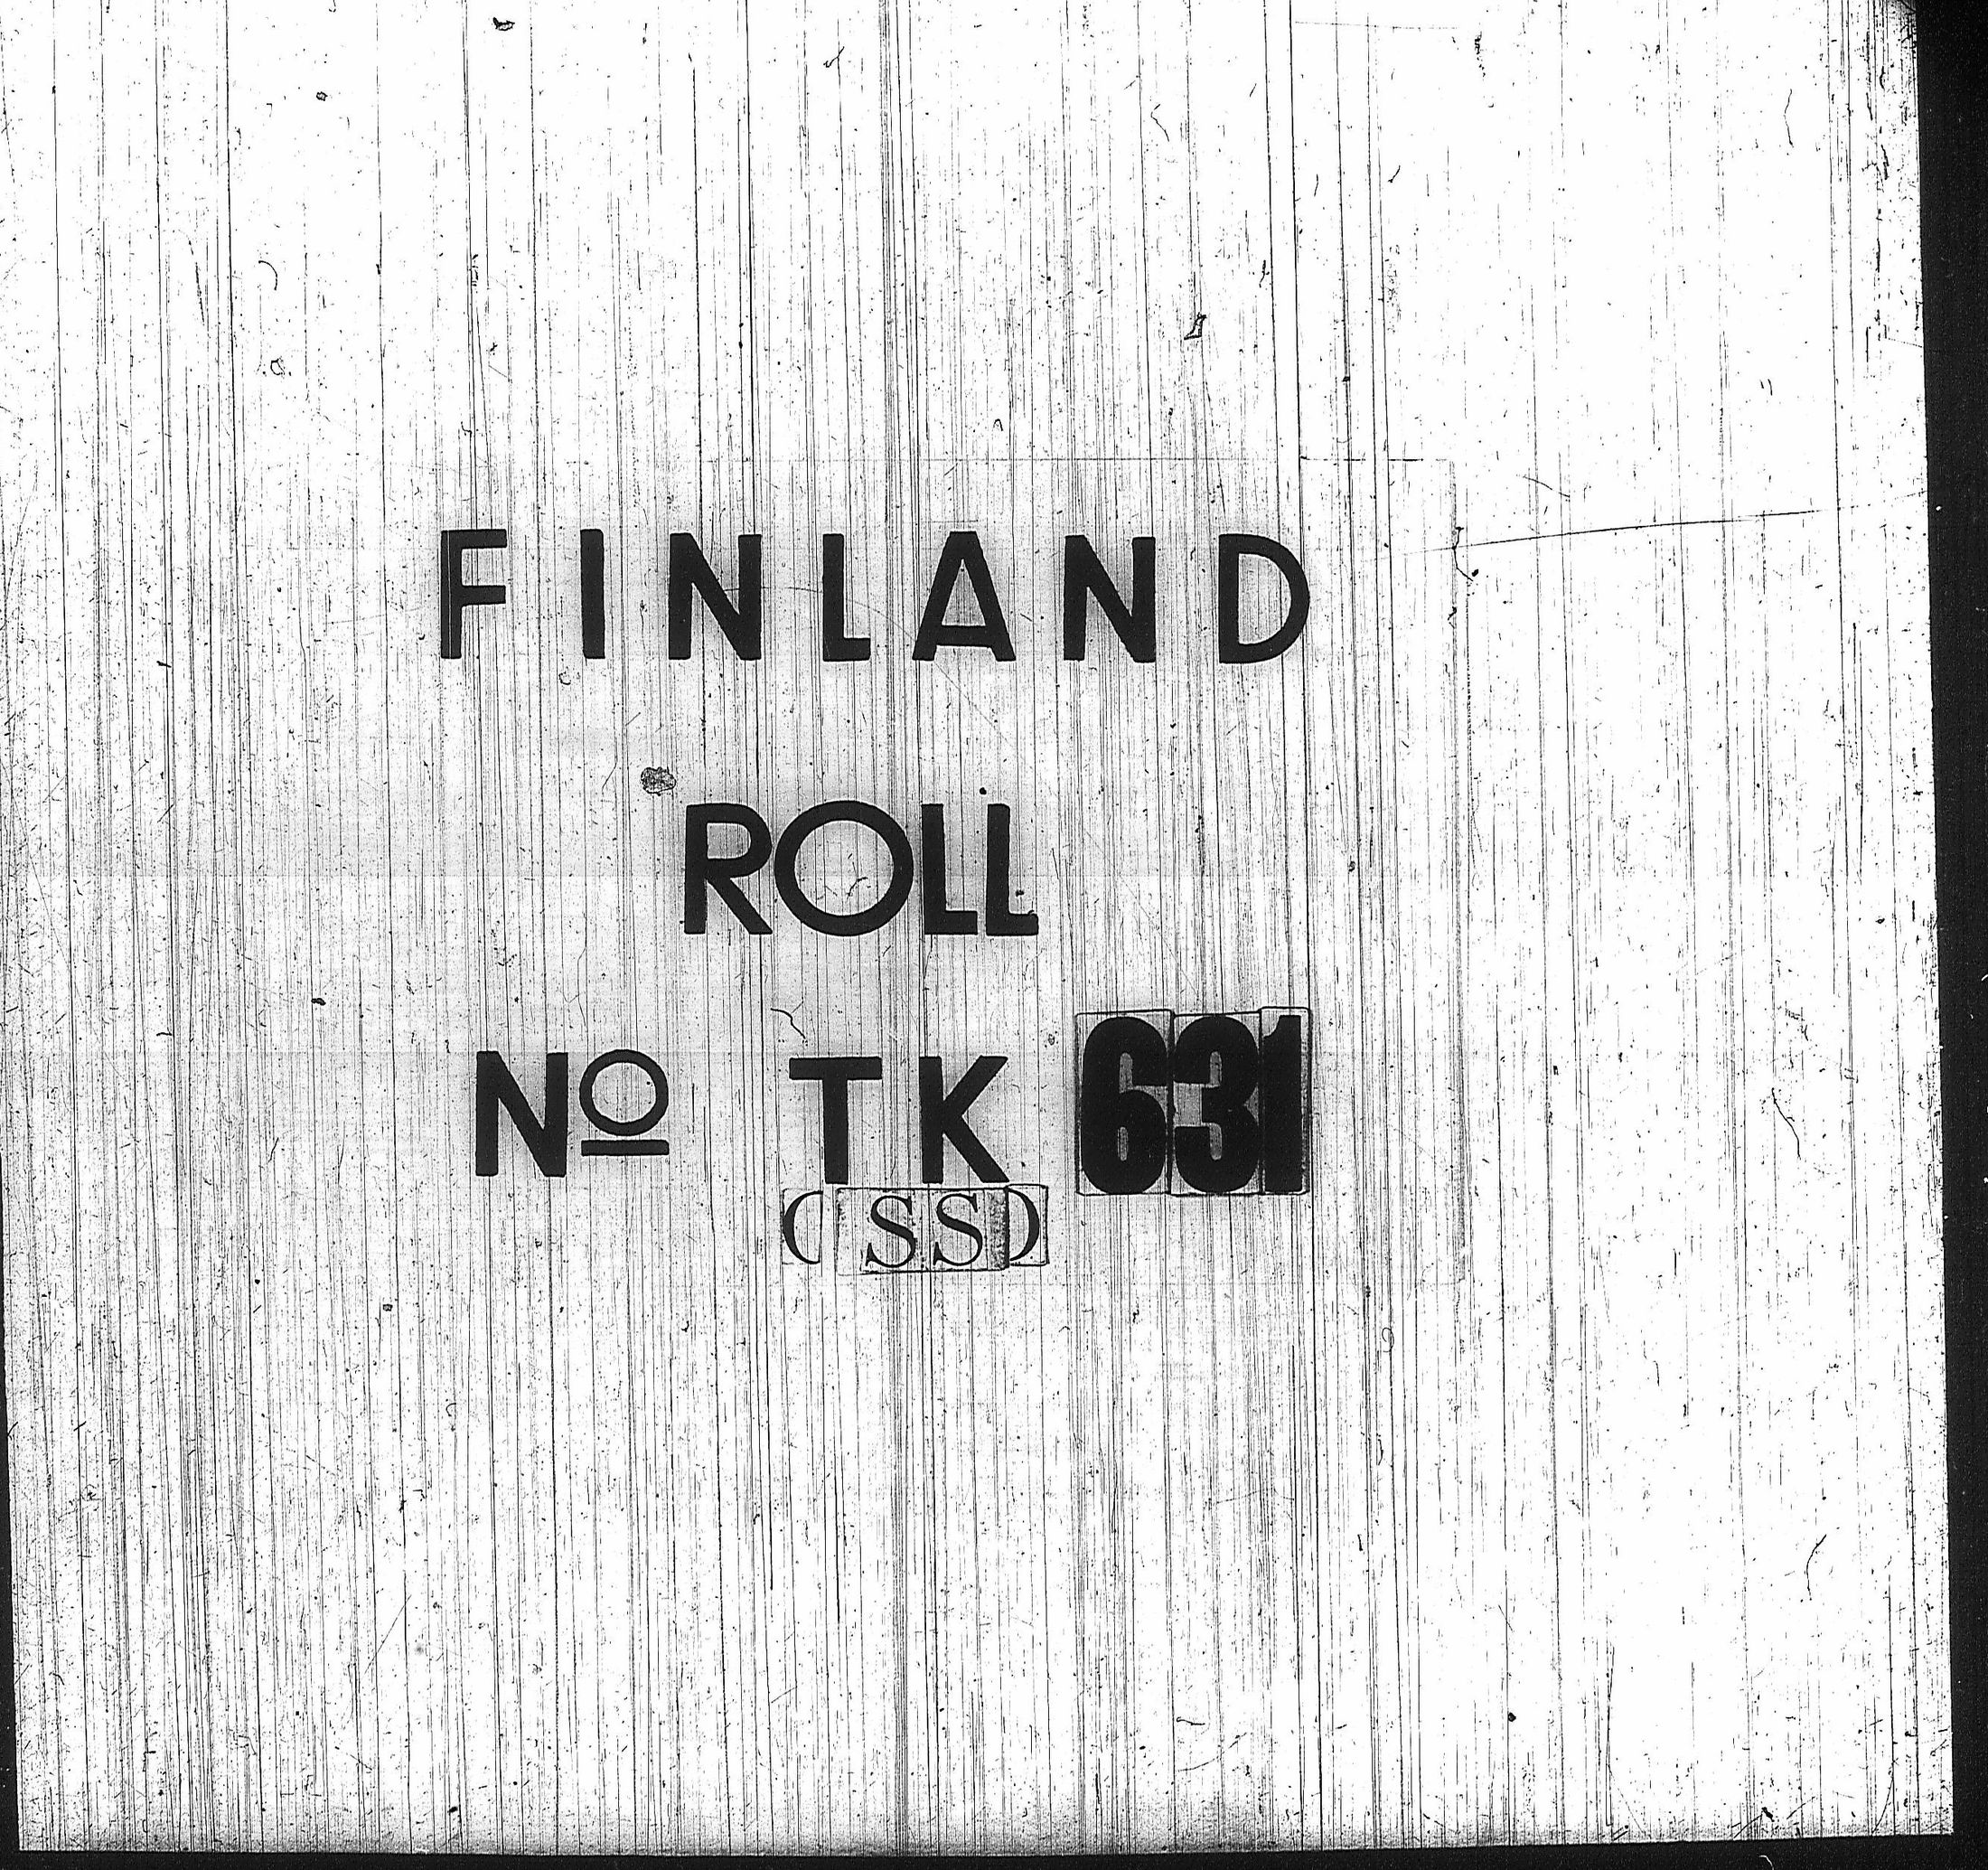 FINLAND
ROLL
Nº TK 631
(SS)